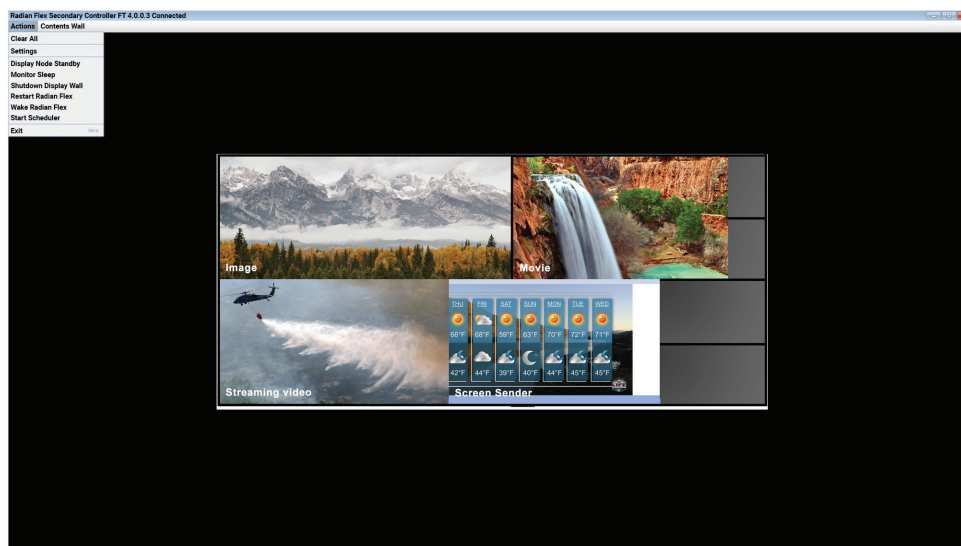 Radian Flex Secondary Controller FT 4.0.0.3 Connected
Actions Contents Wall
Clear All
Settings
Display Node Standby
Monitor Sleep
Shutdown Display Wall
Restart Radian Flex
Wake Radian Flex
Start Scheduler
Exit
Image
Movie
THU FRI SAT SUN MON TUE WED
66°F 68°F 59°F 63°F 70°F 72°F 71°F
42°F 44°F 39°F 40°F 44°F 45°F 45°F
Streaming video
Screen Sender